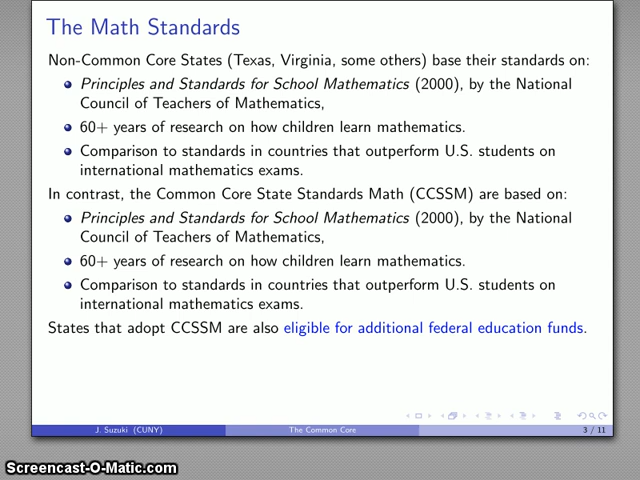 The Math Standards
Non-Common Core States (Texas, Virginia, some others) base their standards on:
Principles and Standards for School Mathematics (2000), by the National
Council of Teachers of Mathematics,
60+ years of research on how children learn mathematics.
Comparison to standards in countries that outperform U.S. students on
international mathematics exams.
In contrast, the Common Core State Standards Math (CCSSM) are based on:
Principles and Standards for School Mathematics (2000), by the National
Council of Teachers of Mathematics,
60+ years of research on how children learn mathematics.
Comparison to standards in countries that outperform U.S. students on
international mathematics exams.
States that adopt CCSSM are also eligible for additional federal education funds.
J. Suzuki (CUNY) The Common Core 3 / 11
Screencast-O-Matic.com